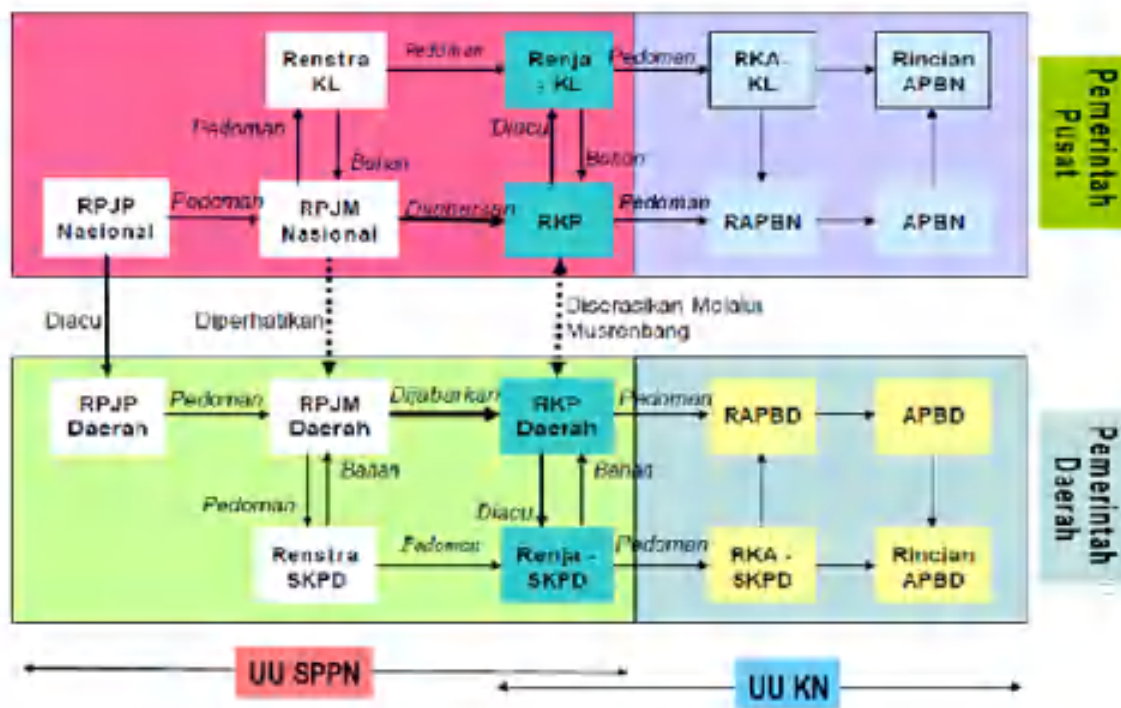 Renstra
KL
Pedoman
Renja -
KL
Pedoman
RKA -
KL
Rincian
APBN
Pedoman
Bahan
Diacu
Bahan
RPJP
Nasional
Pedoman
RPJM
Nasional
RKP
Pedoman
RAPBN
APBN
Pemerintah
Pusat
Diacu
Diperhatikan
Diserasikan Melalui
Musrenbang
RPJP
Daerah
Pedoman
RPJM
Daerah
Dijabarkan
RKP
Daerah
Pedoman
RAPBD
APBD
Bahan
Pedoman
Bahan
Diacu
Renstra
SKPD
Pedoman
Renja -
SKPD
Pedoman
RKA -
SKPD
Rincian
APBD
Pemerintah
Daerah
UU SPPN
UU KN